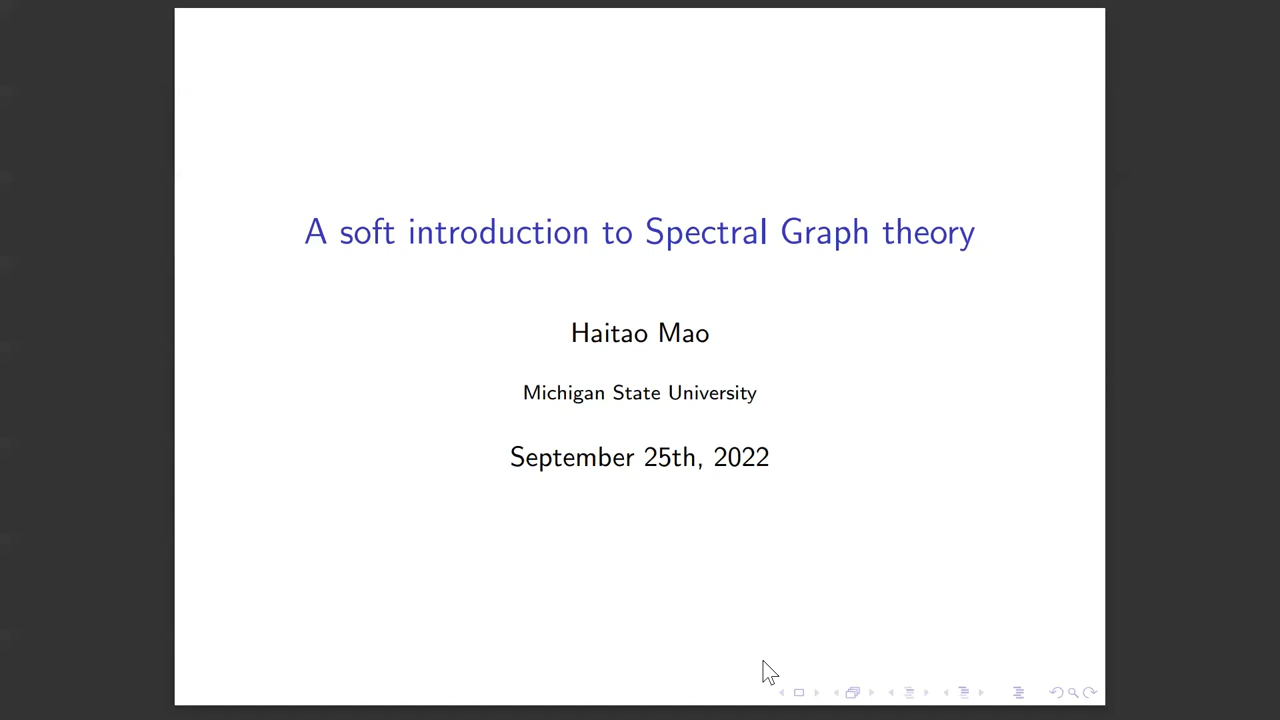 A soft introduction to Spectral Graph theory
Haitao Mao
Michigan State University
September 25th, 2022